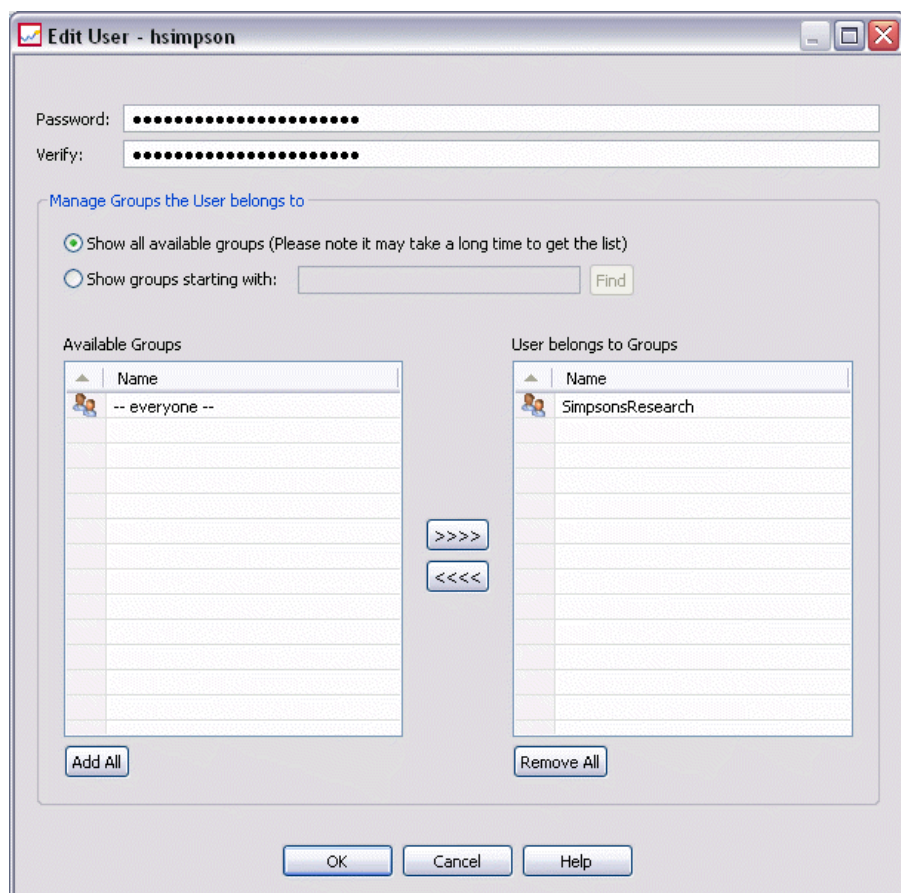 Edit User - hsimpson
Password: ••••••••••••••••••••••
Verify: ••••••••••••••••••••••
Manage Groups the User belongs to
Show all available groups (Please note it may take a long time to get the list)
Show groups starting with: Find
Available Groups
Name
-- everyone --
>>>>
<<<<
User belongs to Groups
Name
SimpsonsResearch
Add All
Remove All
OK Cancel Help